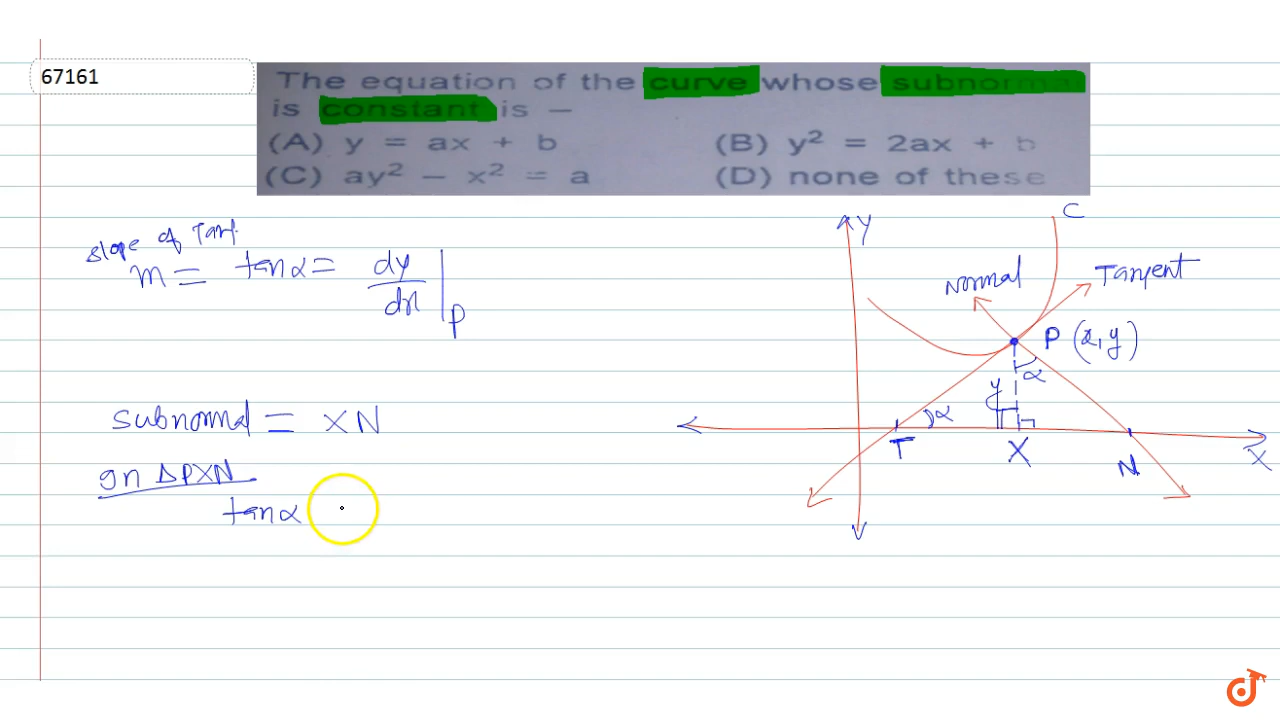 67161
The equation of the curve whose subnormal
is constant is –
(A) y = ax + b
(B) y² = 2ax + b
(C) ay² – x² = a
(D) none of these
Slope of Tan.
m = tanα = dy/dx | P
subnormal = XN
In ΔPXN
tanα
Y
C
Normal
Tangent
P (x, y)
α
y
α
T
X
N
X